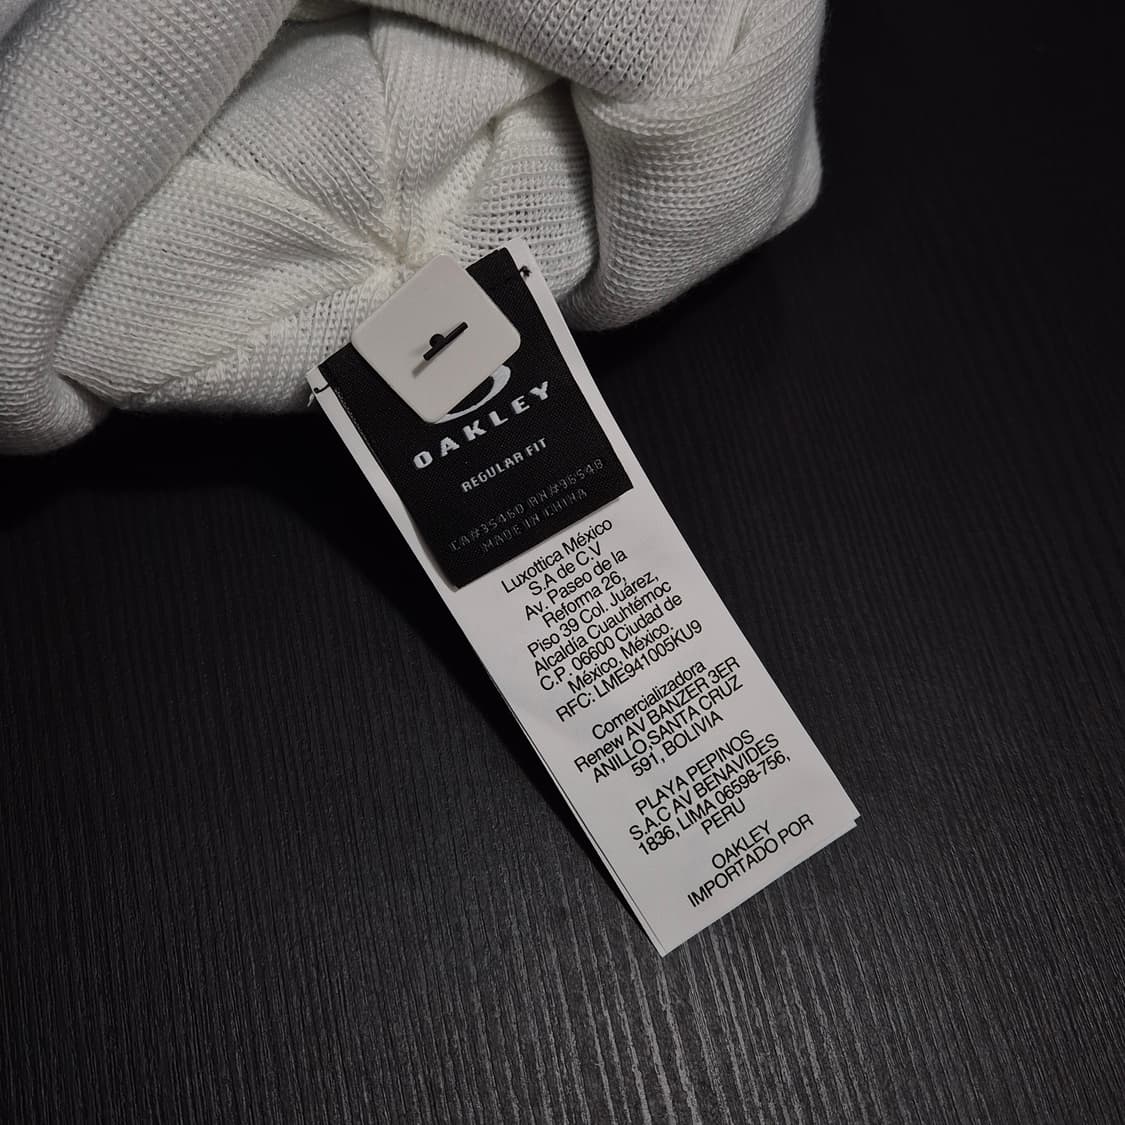 OAKLEY
REGULAR FIT
CA#35460 RN#96548
MADE IN CHINA
Luxottica México
S.A de C.V
Av. Paseo de la
Reforma 26,
Piso 39 Col. Juárez,
Alcaldía Cuauhtémoc
C.P. 06600 Ciudad de
México, México.
RFC: LME941005KU9
Comercializadora
Renew AV BANZER 3ER
ANILLO,SANTA CRUZ
591, BOLIVIA
PLAYA PEPINOS
S.A.C AV BENAVIDES
1836, LIMA 06598-756,
PERU
OAKLEY
IMPORTADO POR